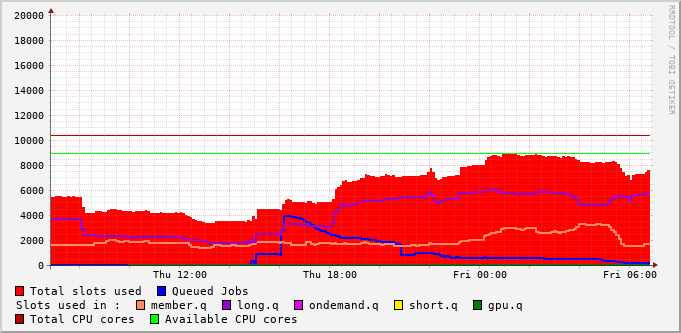 RRDTOOL / TOBI OETIKER
20000
18000
16000
14000
12000
10000
8000
6000
4000
2000
0
Thu 12:00 Thu 18:00 Fri 00:00 Fri 06:00
Total slots used Queued Jobs
Slots used in : member.q long.q ondemand.q short.q gpu.q
Total CPU cores Available CPU cores